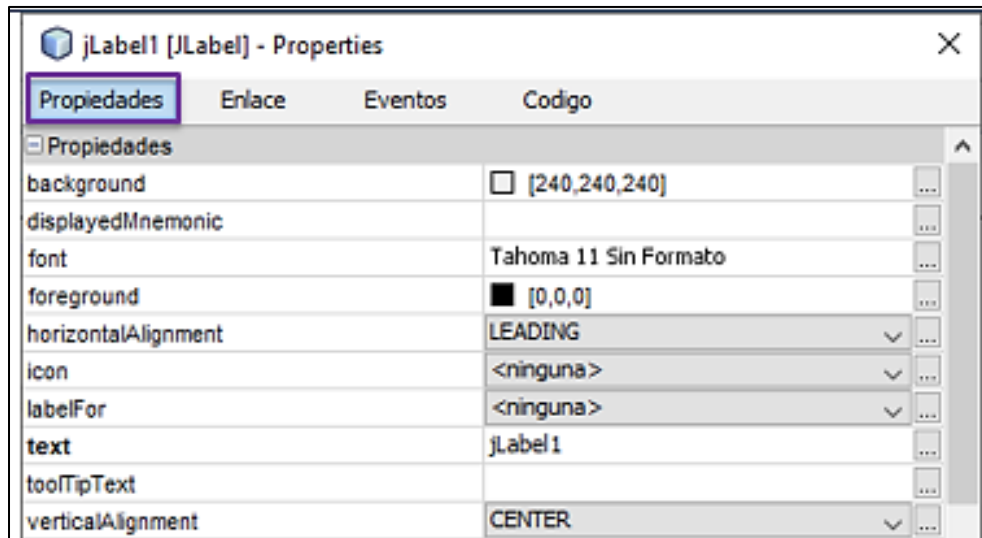 jLabel1 [JLabel] - Properties
Propiedades Enlace Eventos Codigo
Propiedades
background [240,240,240] ...
displayedMnemonic ...
font Tahoma 11 Sin Formato ...
foreground [0,0,0] ...
horizontalAlignment LEADING ...
icon <ninguna> ...
labelFor <ninguna> ...
text jLabel1 ...
toolTipText ...
verticalAlignment CENTER ...